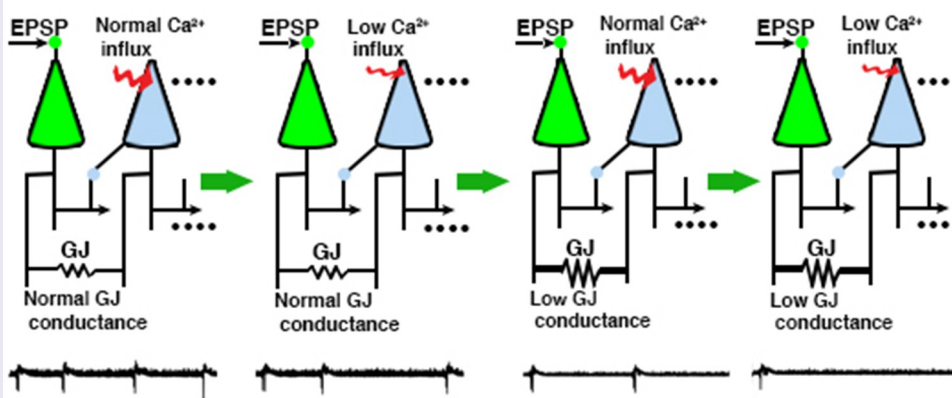 EPSP
Normal Ca²⁺
influx
GJ
Normal GJ
conductance
EPSP
Low Ca²⁺
influx
GJ
Normal GJ
conductance
EPSP
Normal Ca²⁺
influx
GJ
Low GJ
conductance
EPSP
Low Ca²⁺
influx
GJ
Low GJ
conductance